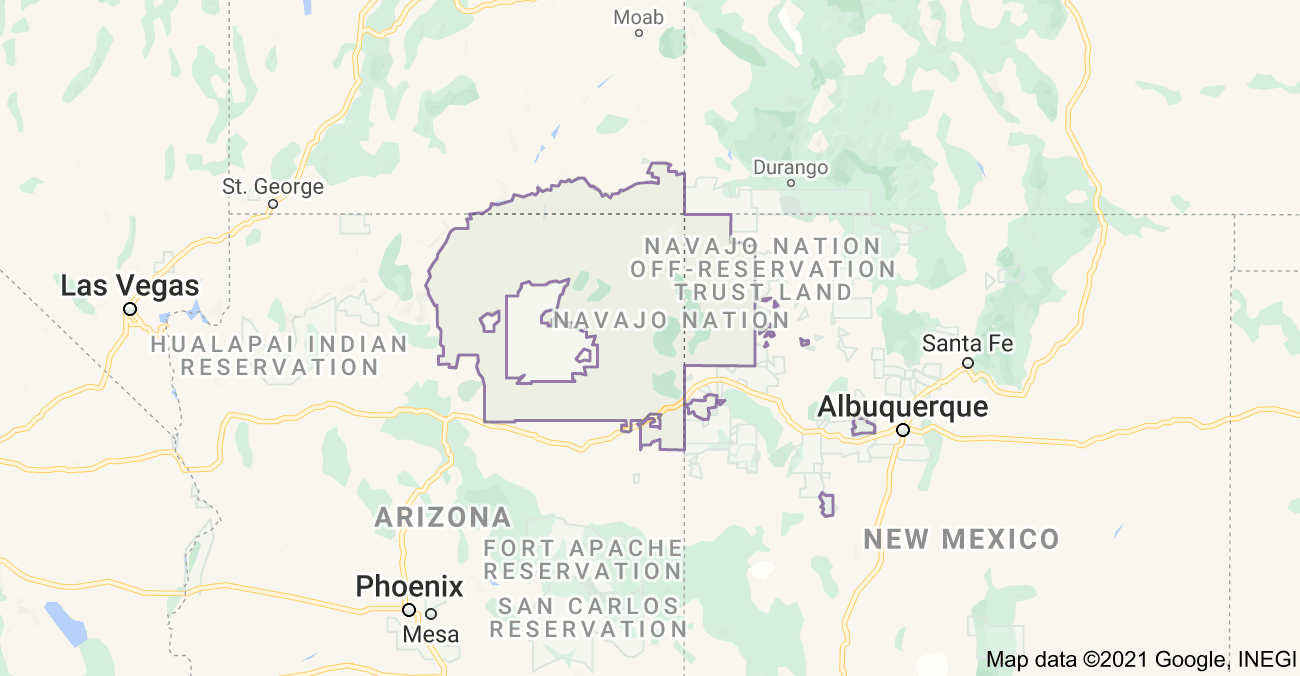 Moab
Durango
St. George
NAVAJO NATION
OFF-RESERVATION
TRUST LAND
Las Vegas
NAVAJO NATION
HUALAPAI INDIAN
RESERVATION
Santa Fe
Albuquerque
ARIZONA
NEW MEXICO
FORT APACHE
RESERVATION
Phoenix
SAN CARLOS
RESERVATION
Mesa
Map data ©2021 Google, INEGI